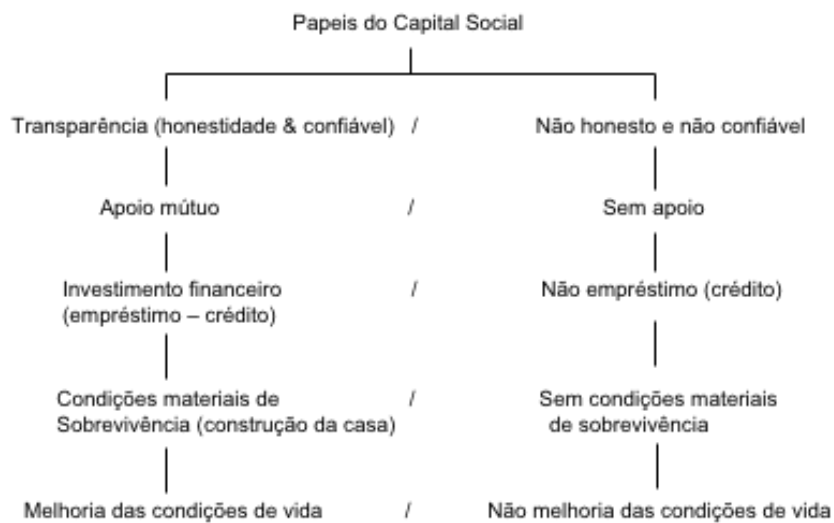 Papeis do Capital Social
Transparência (honestidade & confiável) / Não honesto e não confiável
Apoio mútuo / Sem apoio
Investimento financeiro / Não empréstimo (crédito)
(empréstimo – crédito)
Condições materiais de / Sem condições materiais
Sobrevivência (construção da casa) de sobrevivência
Melhoria das condições de vida / Não melhoria das condições de vida